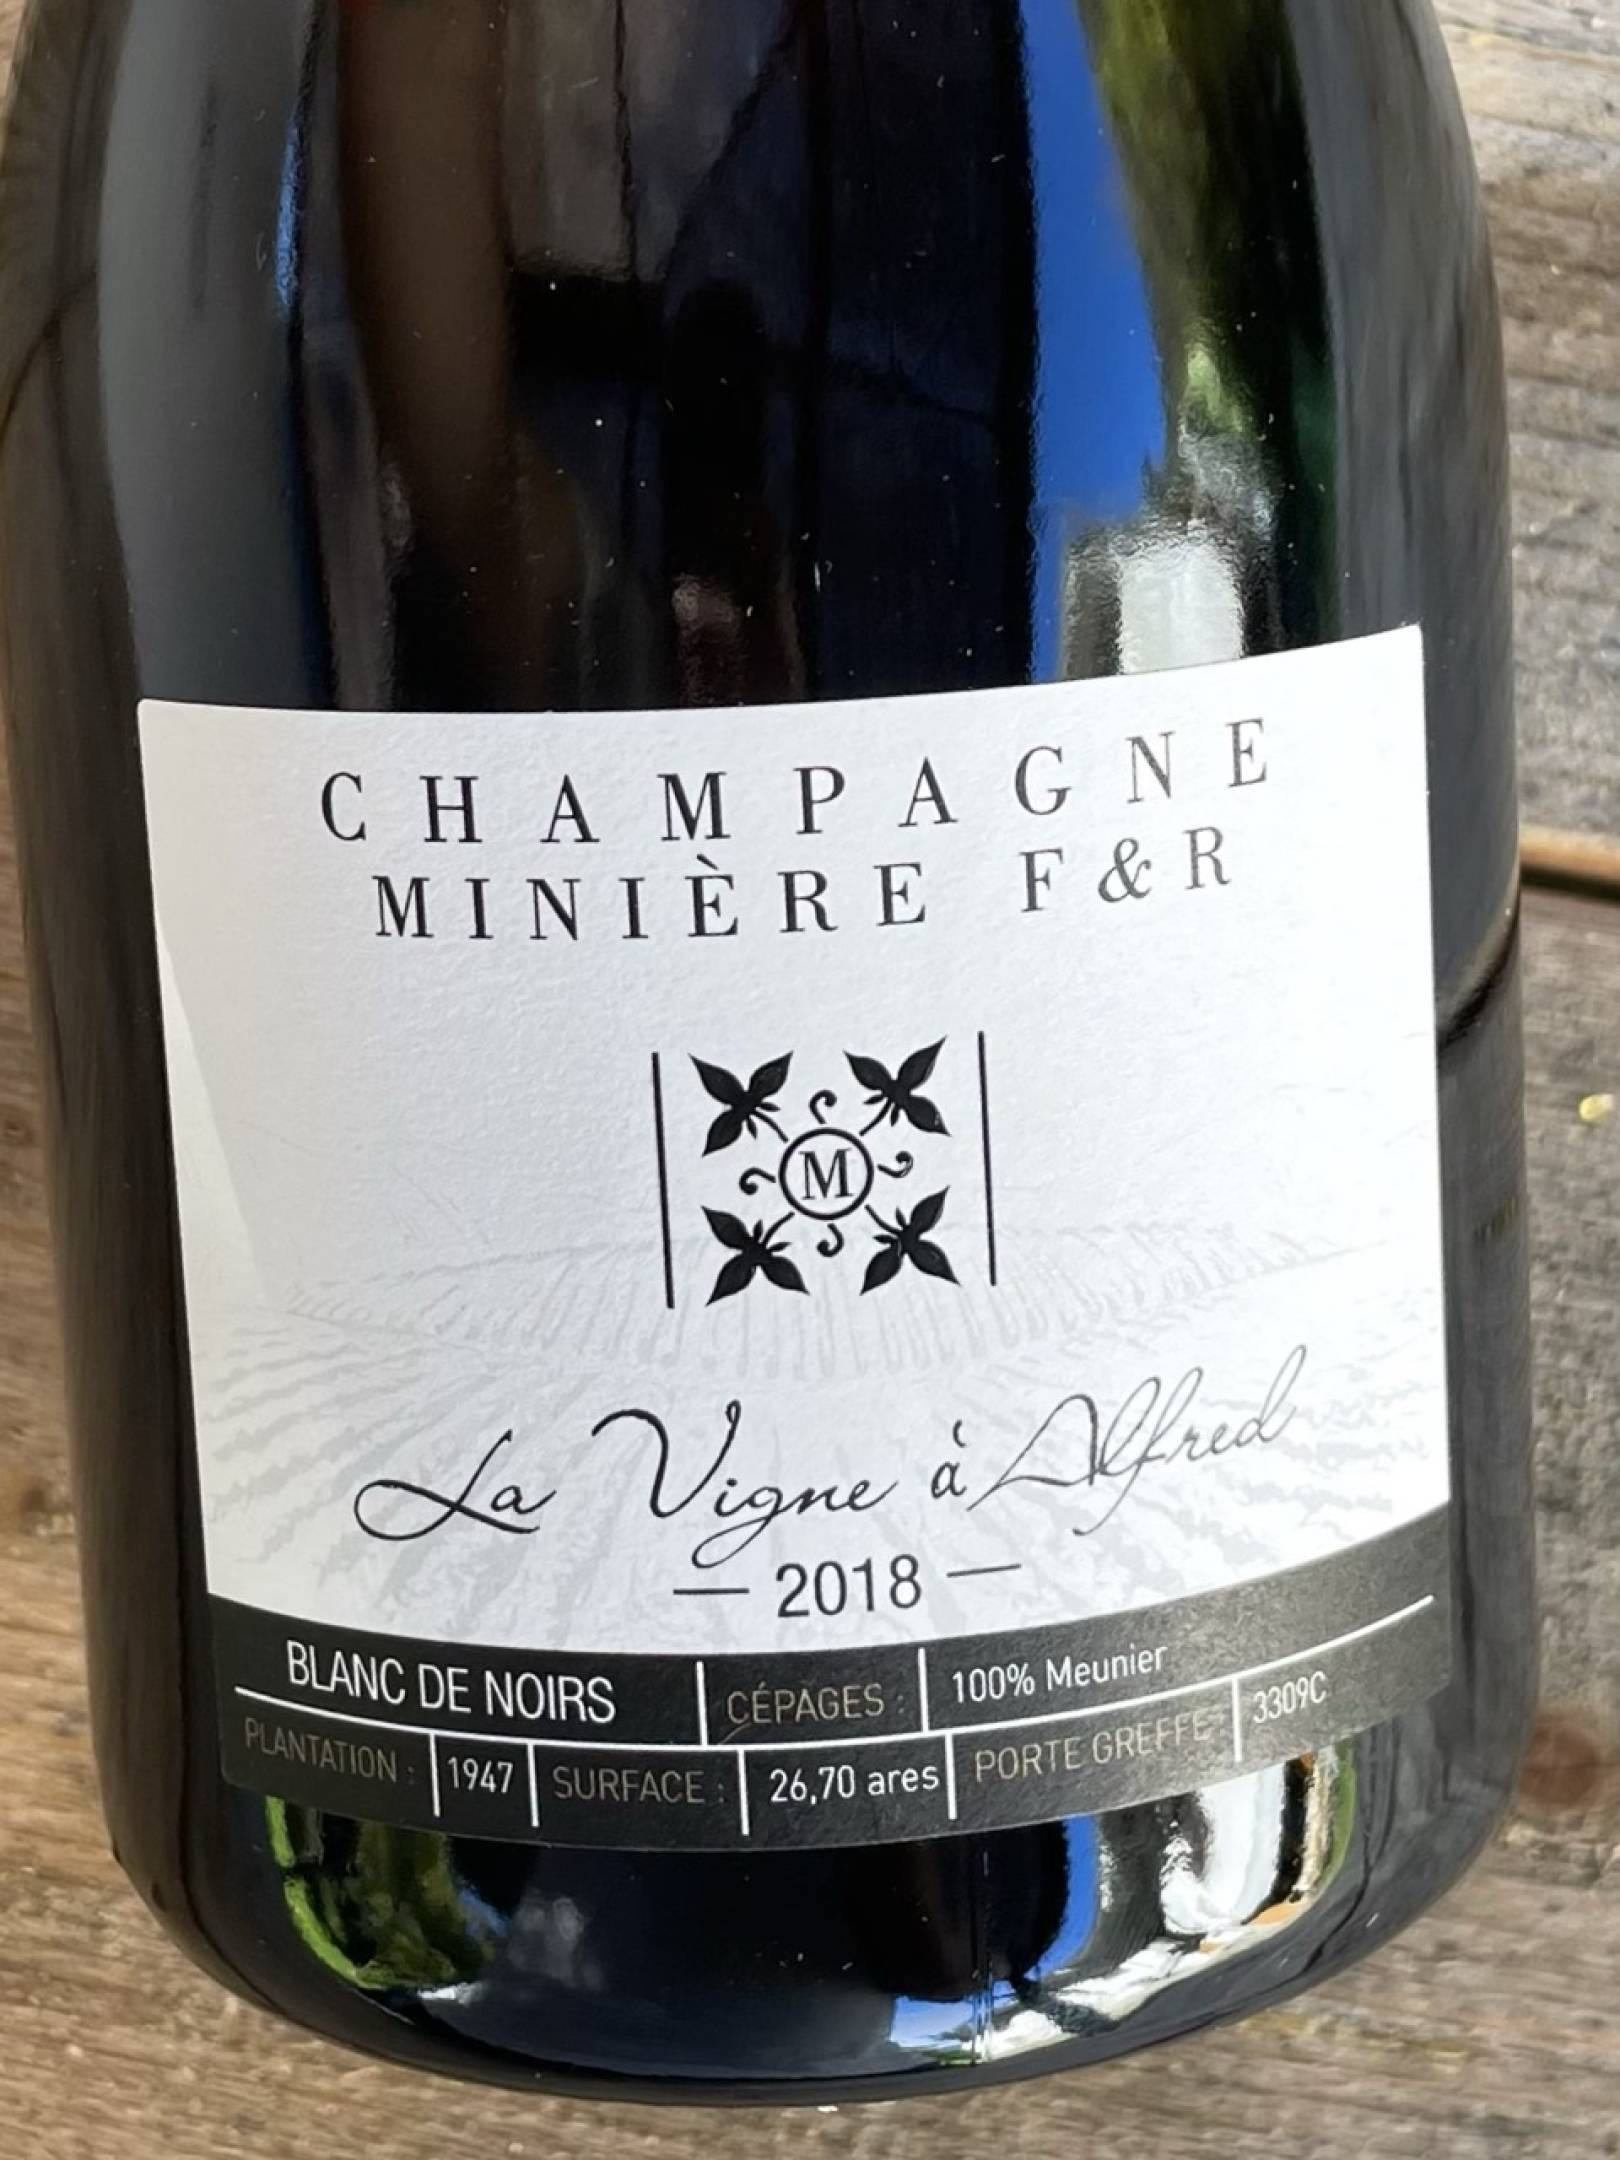 CHAMPAGNE
MINIÈRE F&R
M
La Vigne à Alfred
— 2018 —
BLANC DE NOIRS CÉPAGES : 100% Meunier
PLANTATION : 1947 SURFACE : 26,70 ares PORTE GREFFE : 3309C